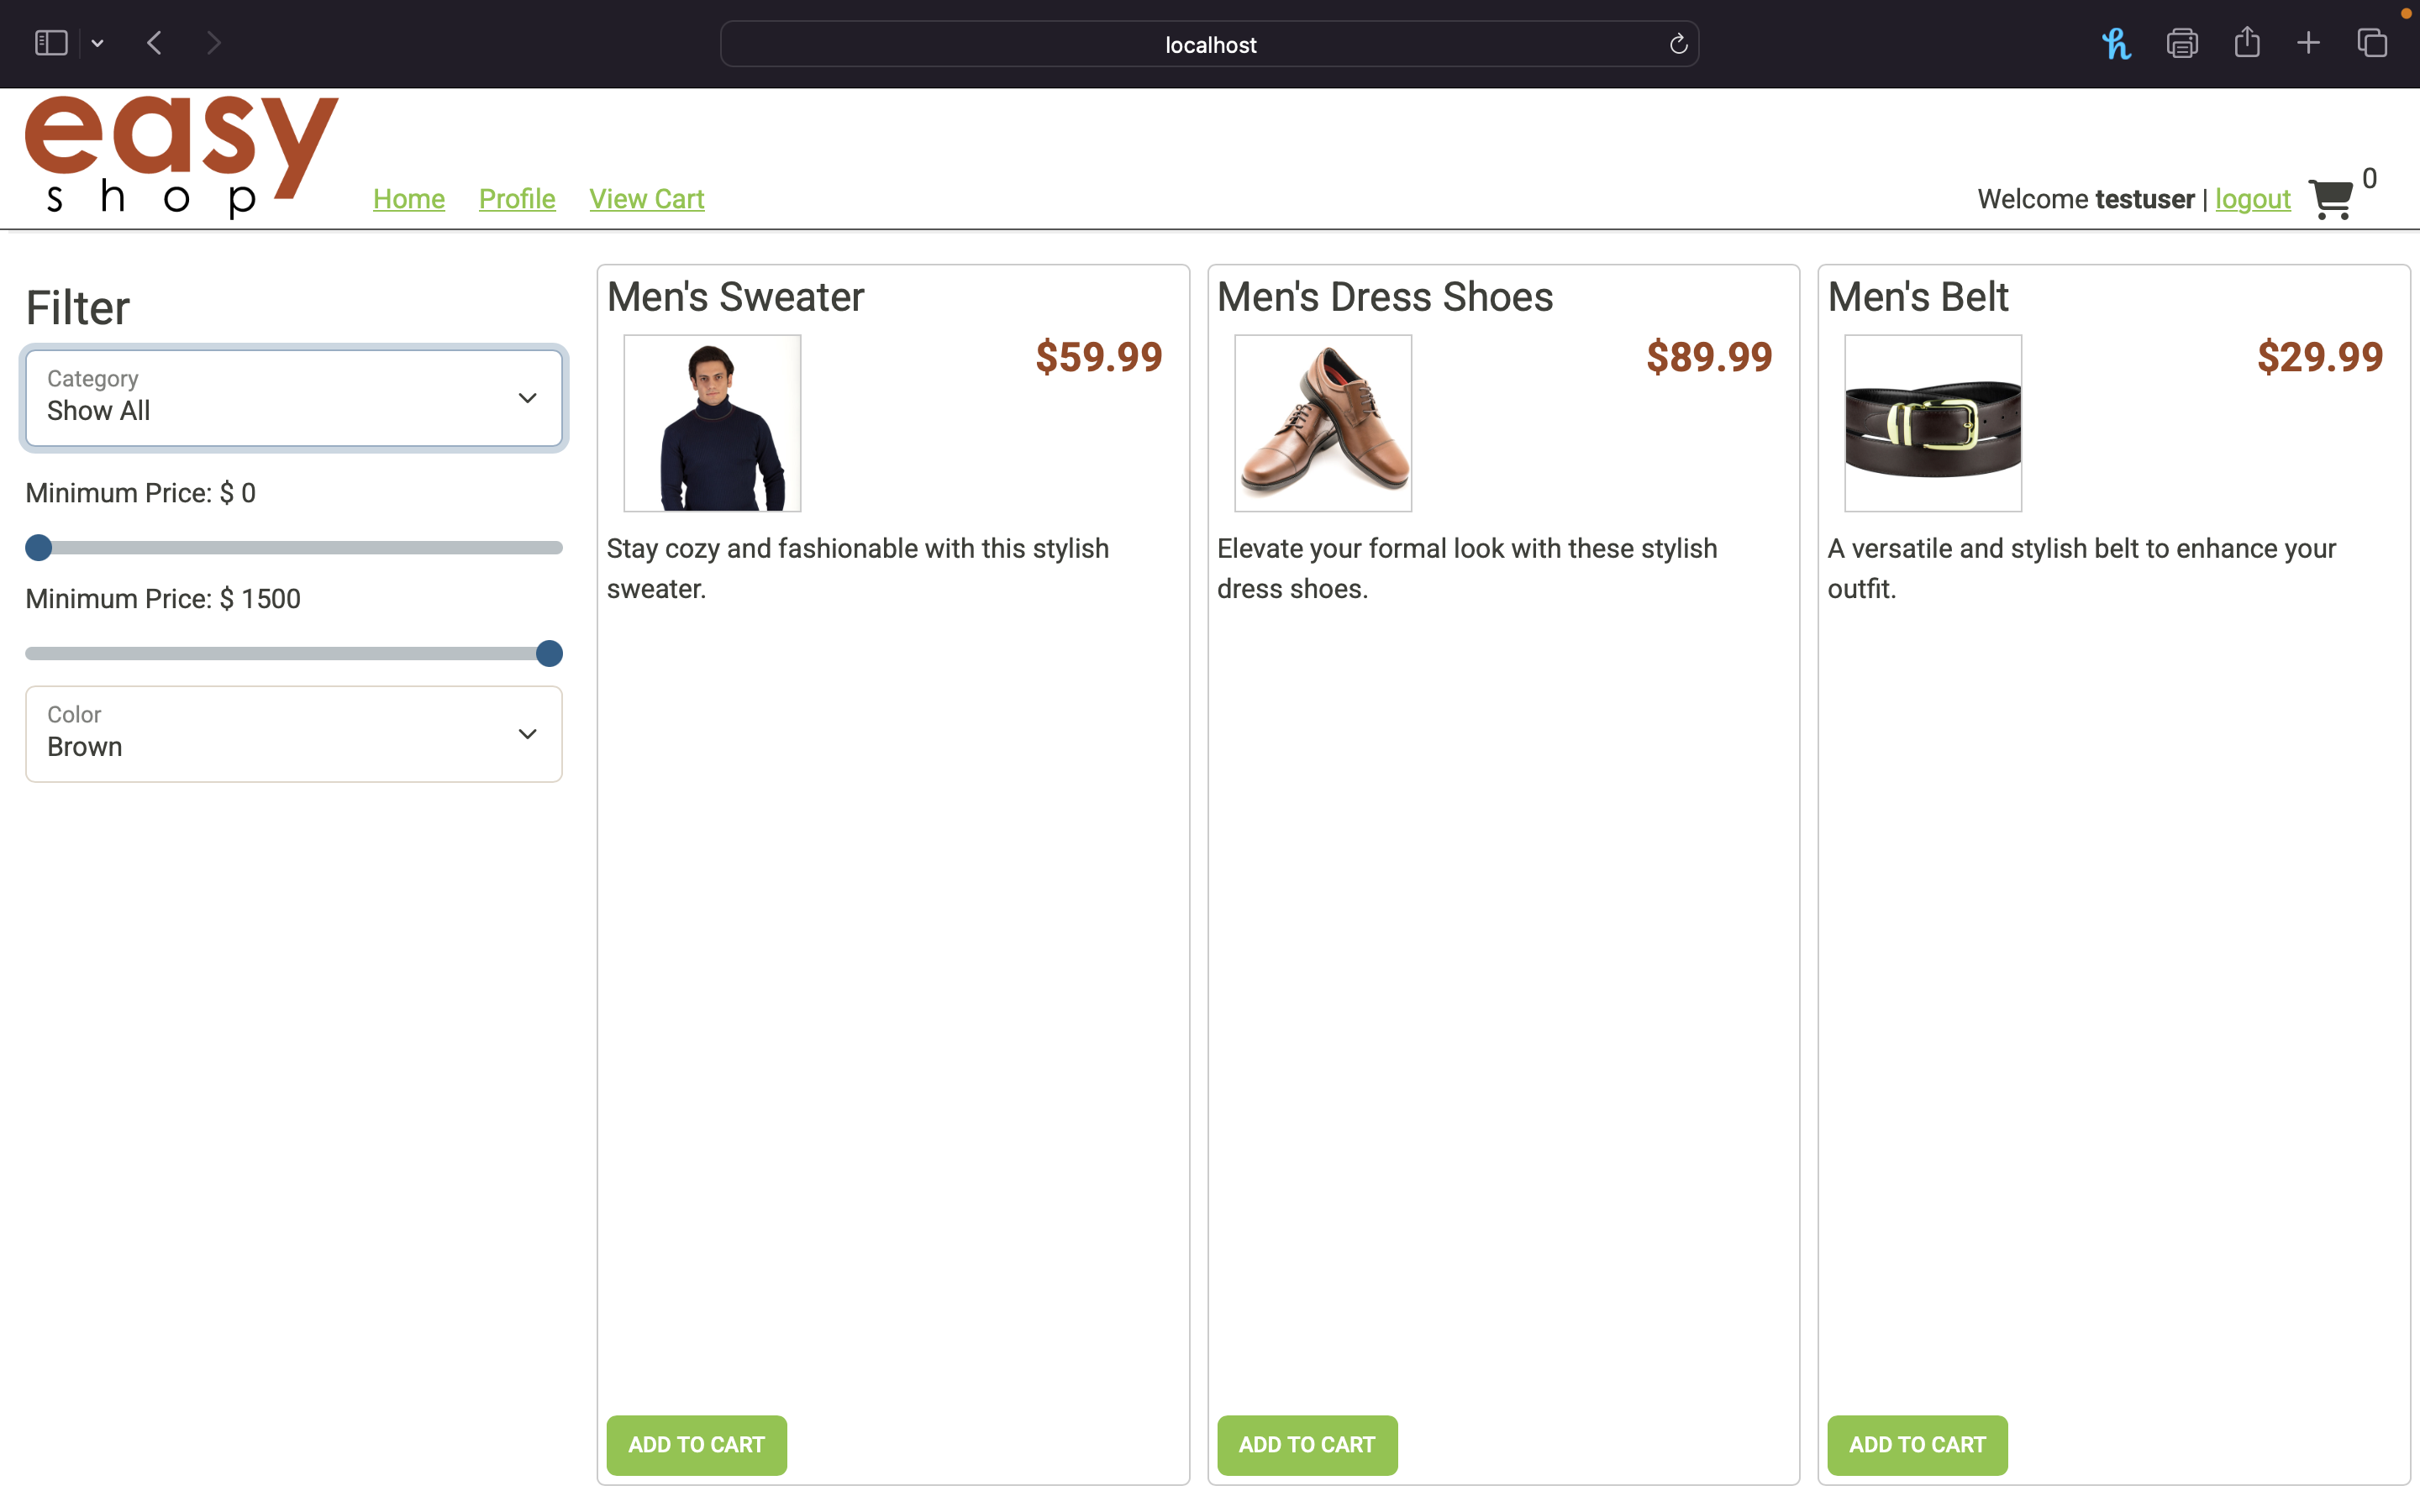 localhost
easy
shop
Home Profile View Cart
Welcome testuser | logout 0
Filter
Category
Show All
Minimum Price: $ 0
Minimum Price: $ 1500
Color
Brown
Men's Sweater
$59.99
Stay cozy and fashionable with this stylish
sweater.
ADD TO CART
Men's Dress Shoes
$89.99
Elevate your formal look with these stylish
dress shoes.
ADD TO CART
Men's Belt
$29.99
A versatile and stylish belt to enhance your
outfit.
ADD TO CART